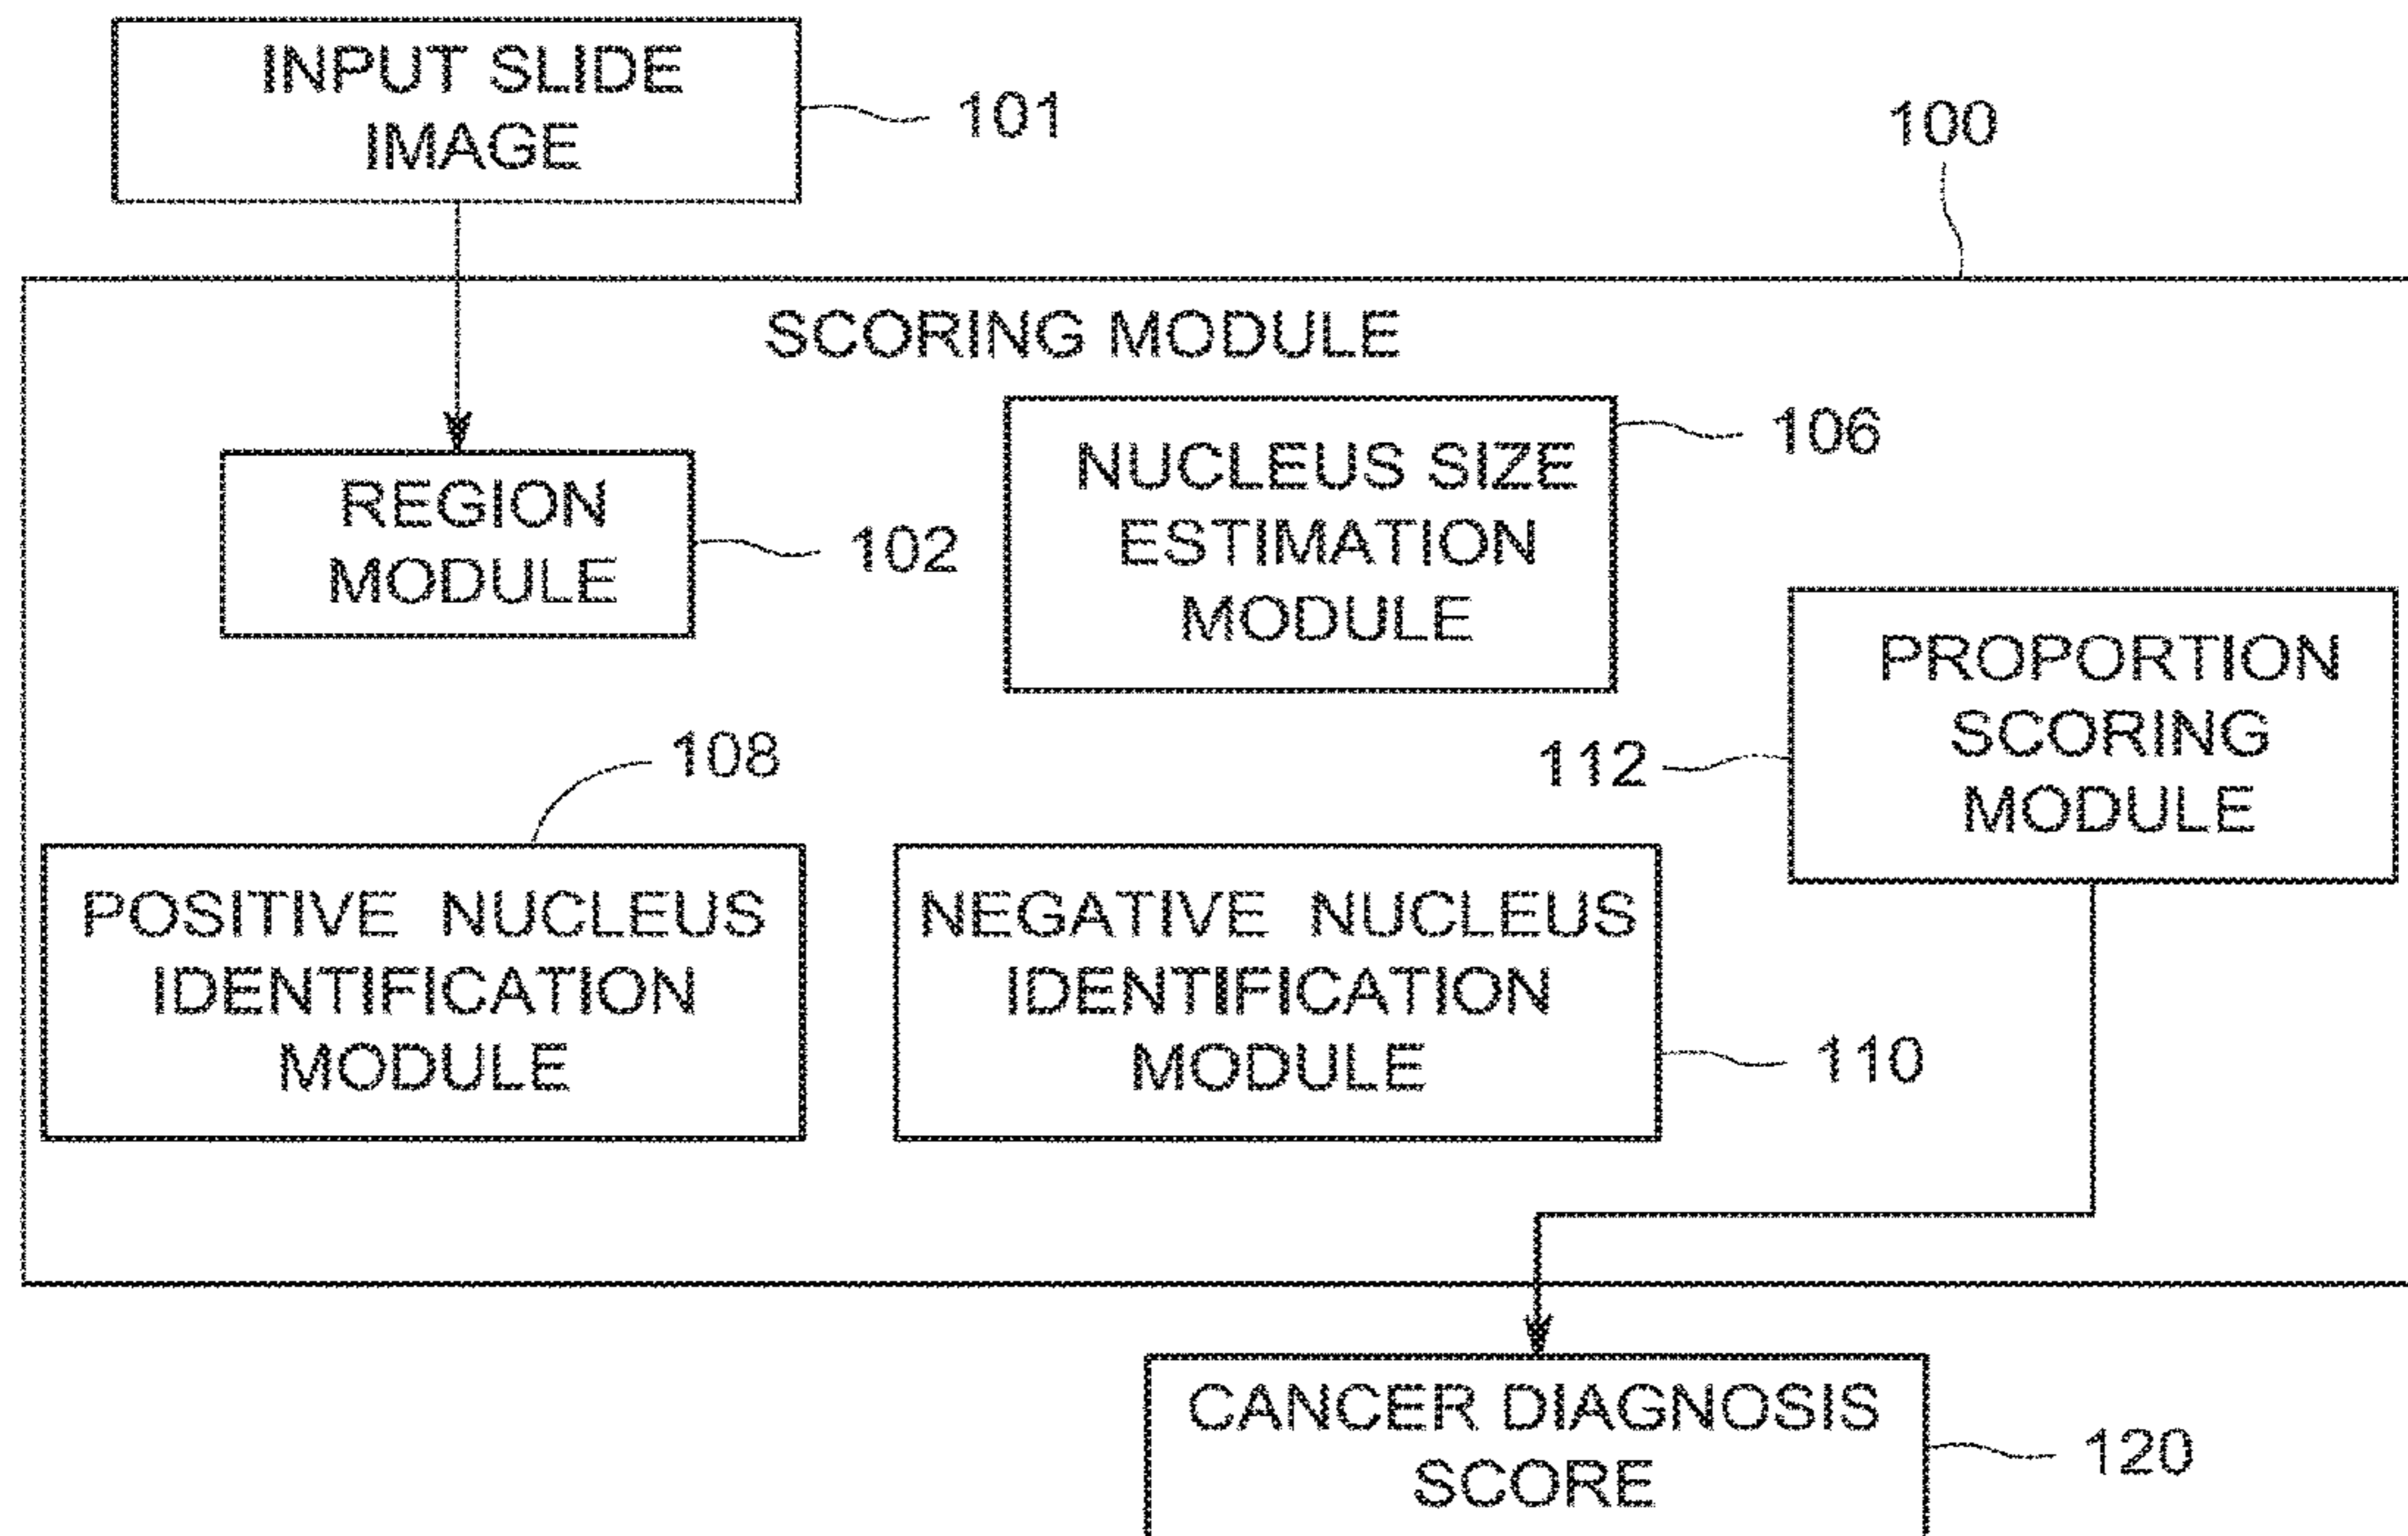 INPUT SLIDE
IMAGE
101
100
SCORING MODULE
REGION
MODULE
102
NUCLEUS SIZE
ESTIMATION
MODULE
106
PROPORTION
SCORING
MODULE
112
108
POSITIVE NUCLEUS
IDENTIFICATION
MODULE
NEGATIVE NUCLEUS
IDENTIFICATION
MODULE
110
CANCER DIAGNOSIS
SCORE
120